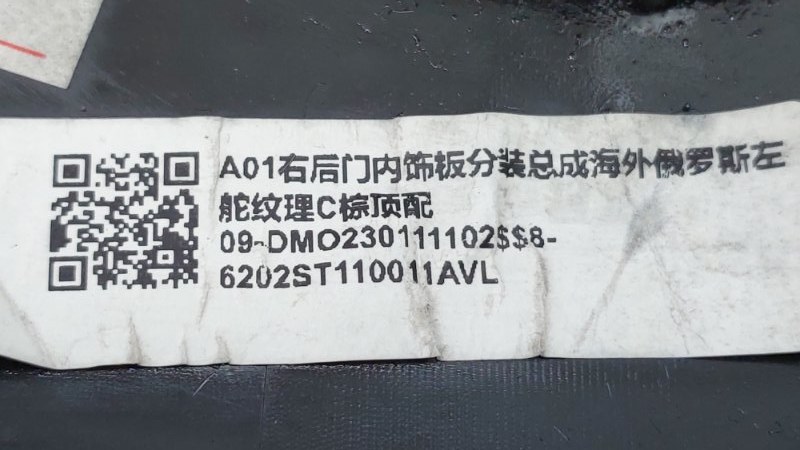 A01右后门内饰板分装总成海外俄罗斯左
舵纹理C棕顶配
09-DMO230111102$$8-
6202ST110011AVL